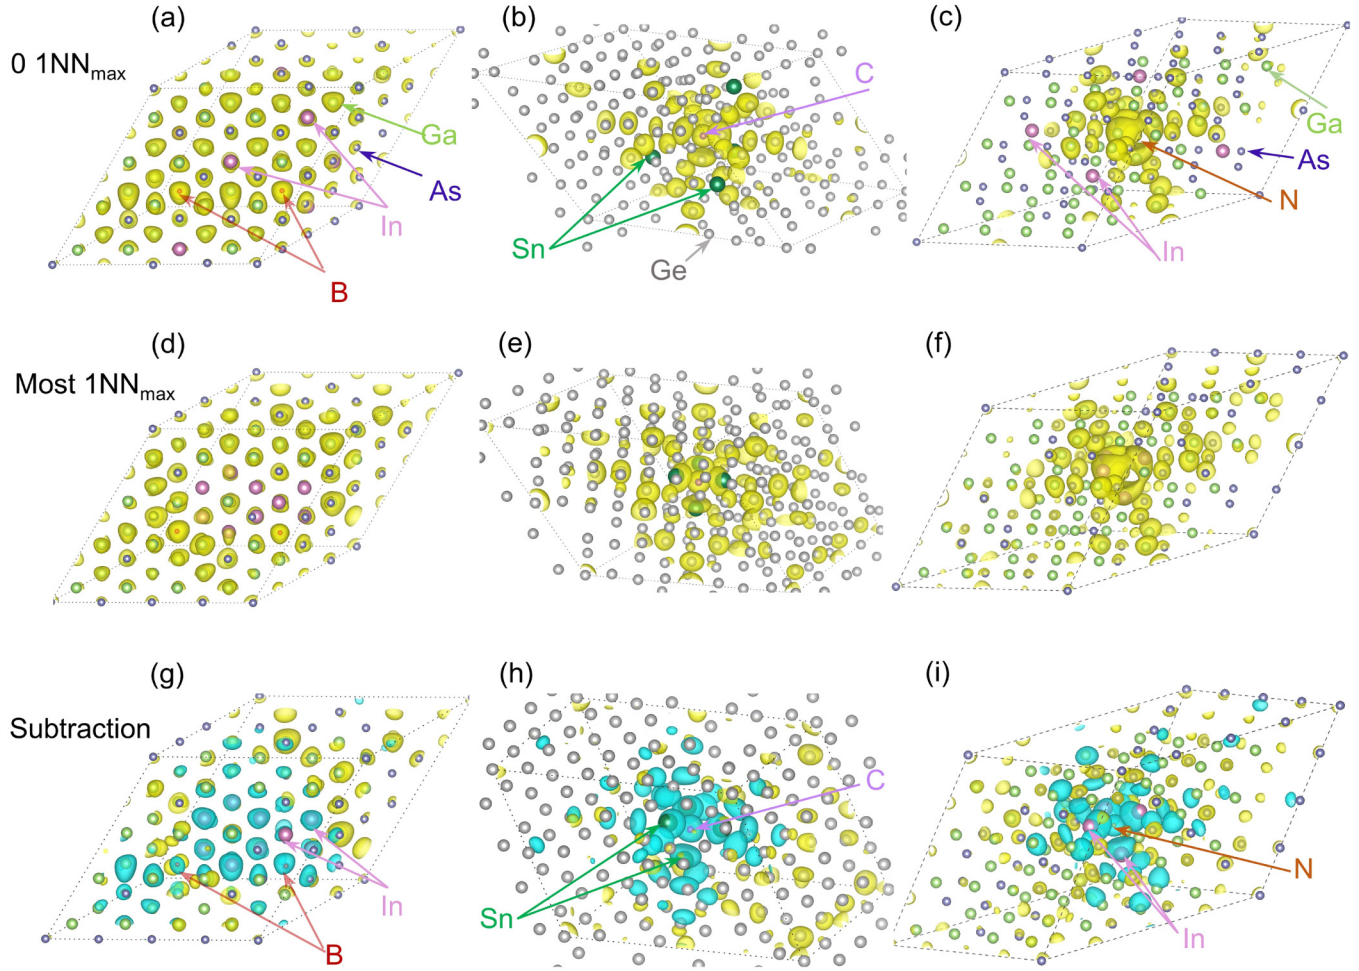 (a) (b) (c)
0 1NNmax
C
Ga
Ga
As
As
In
N
Sn
In
Ge
B
(d) (e) (f)
Most 1NNmax
(g) (h) (i)
Subtraction
C
N
In
Sn
In
B